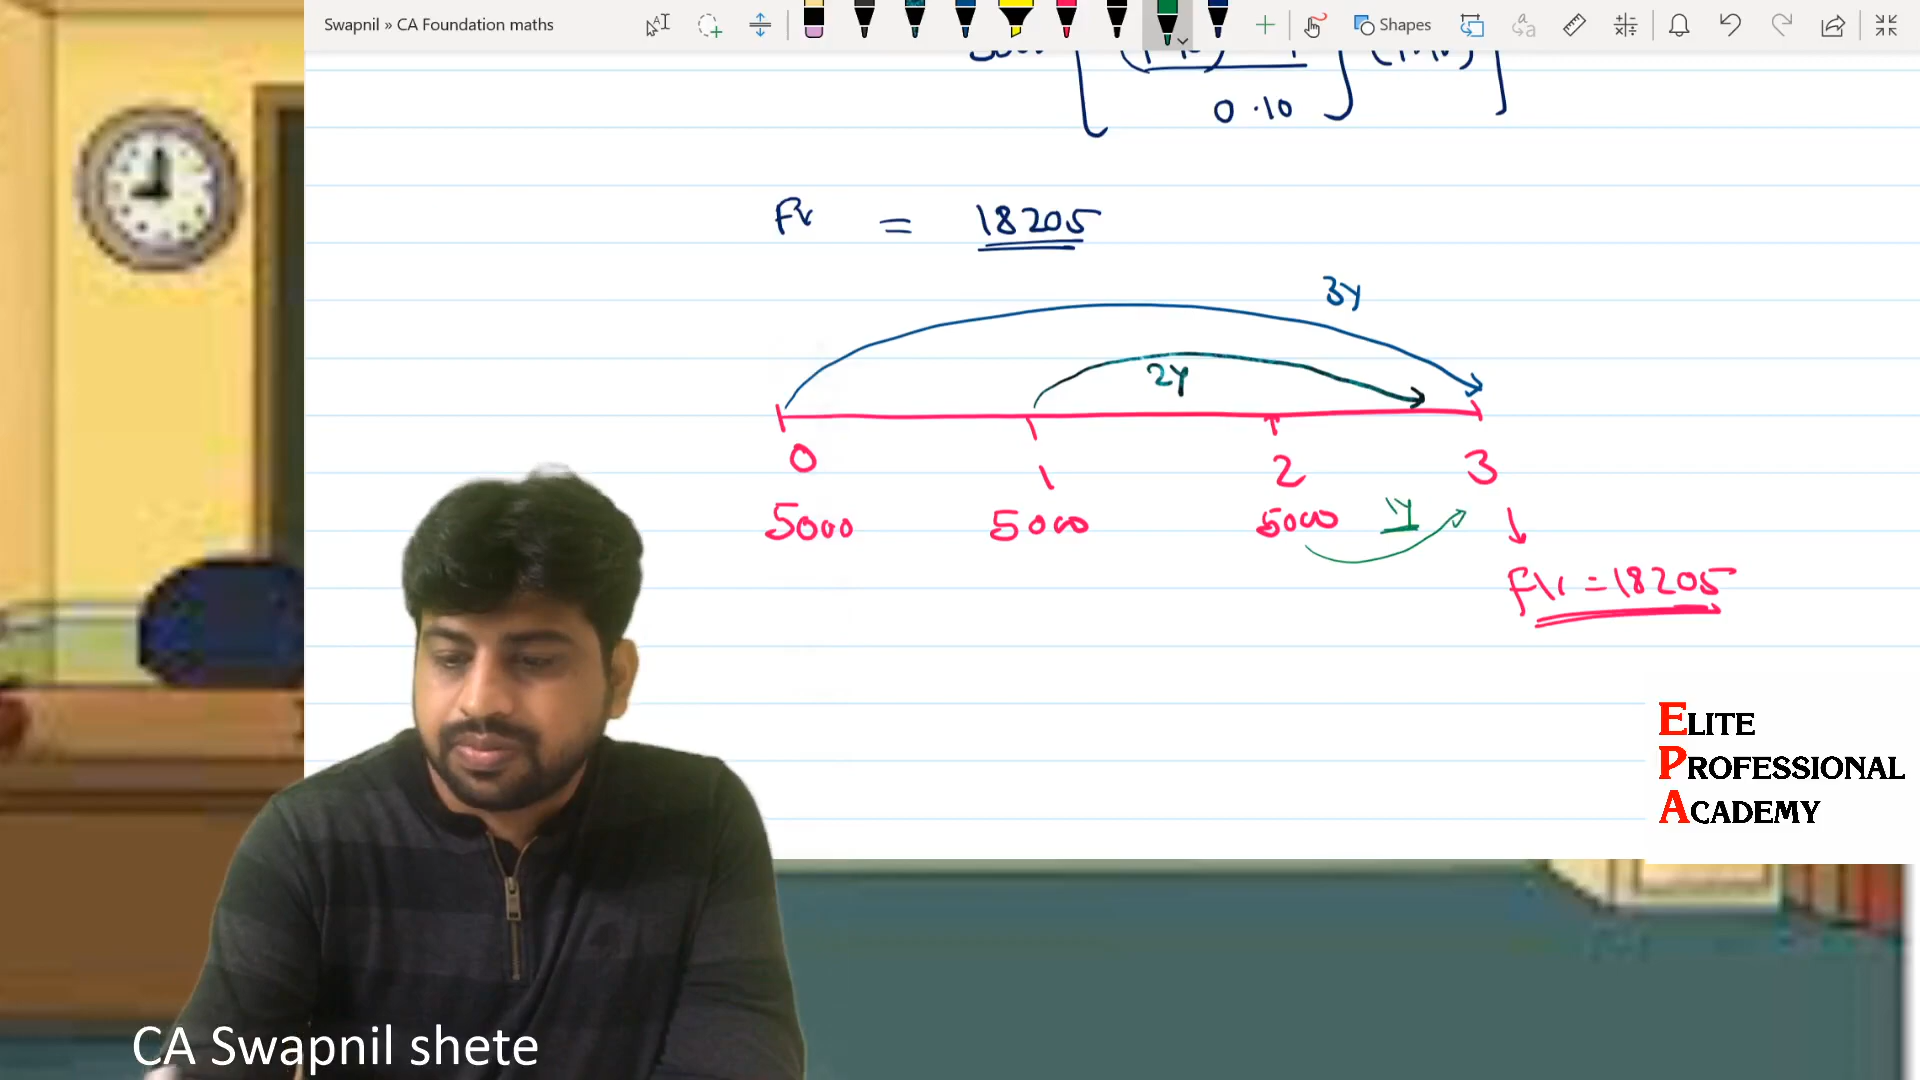 Swapnil » CA Foundation maths
Shapes
0.10
FV = 18205
3Y
2Y
0 1 2 3
5000 5000 5000 1Y
FV = 18205
ELITE
PROFESSIONAL
ACADEMY
CA Swapnil shete